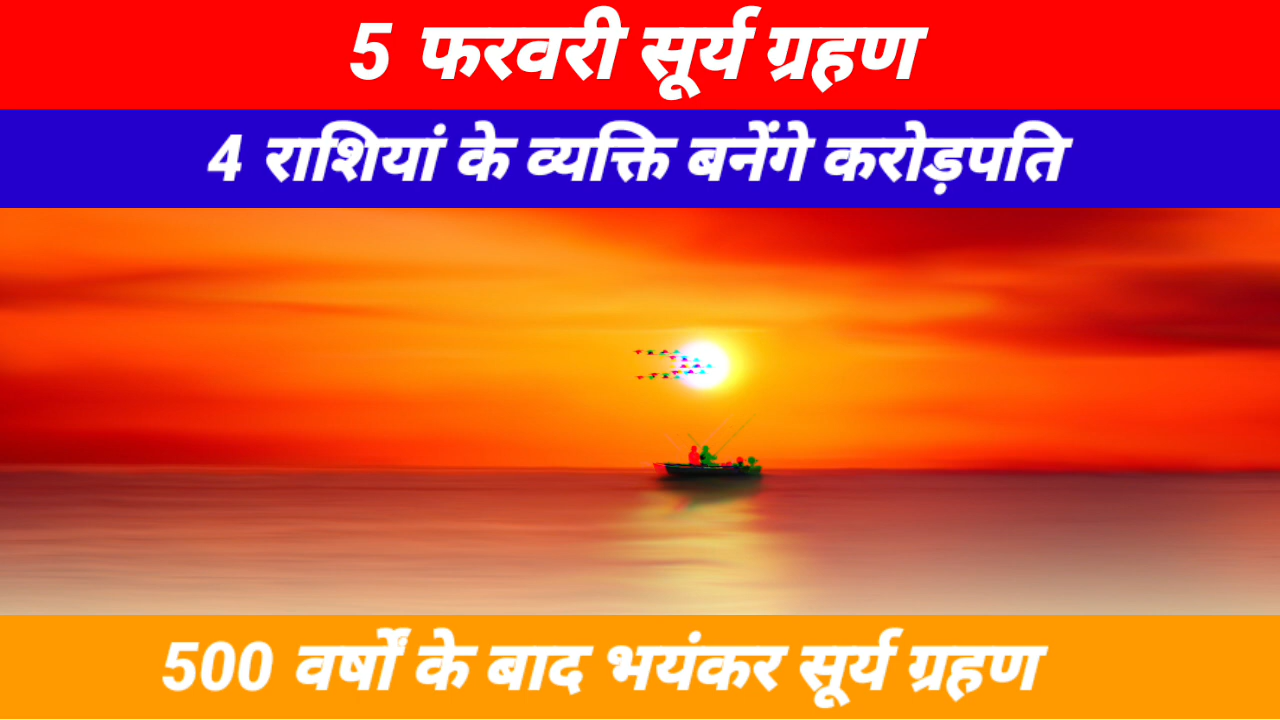 5 फरवरी सूर्य ग्रहण
4 राशियां के व्यक्ति बनेंगे करोड़पति
500 वर्षों के बाद भयंकर सूर्य ग्रहण